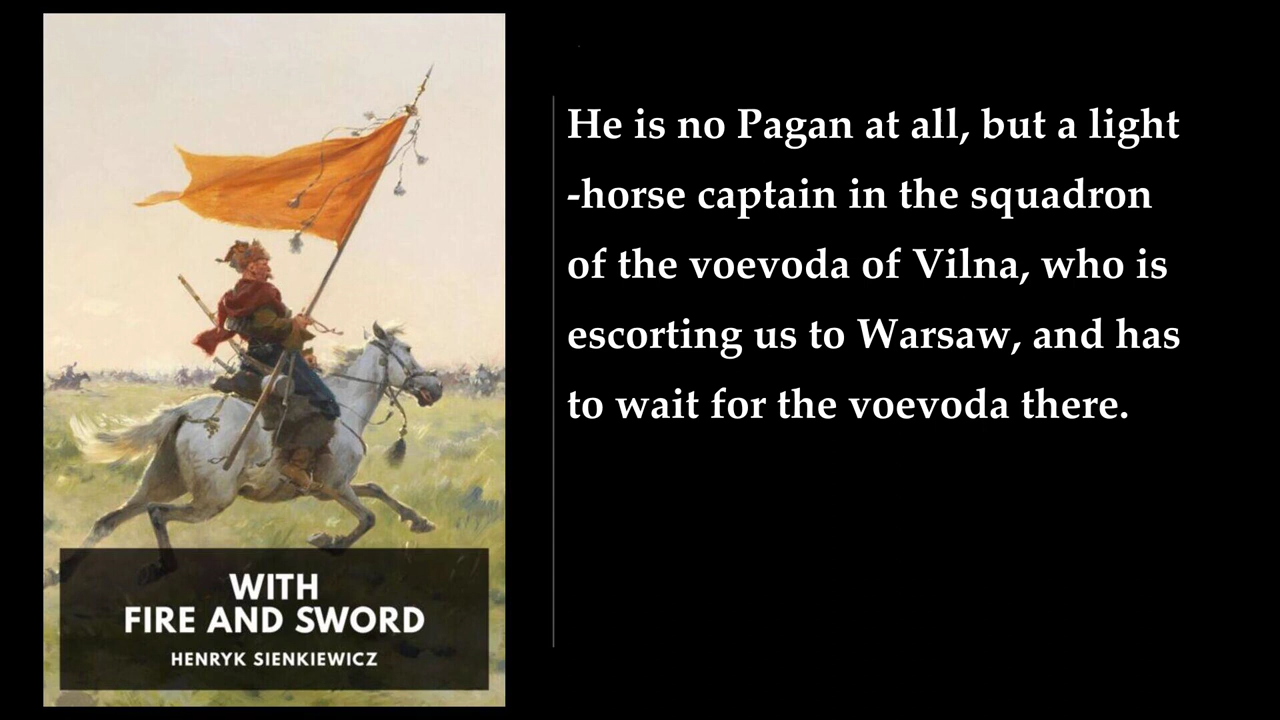 He is no Pagan at all, but a light
-horse captain in the squadron
of the voevoda of Vilna, who is
escorting us to Warsaw, and has
to wait for the voevoda there.
WITH
FIRE AND SWORD
HENRYK SIENKIEWICZ